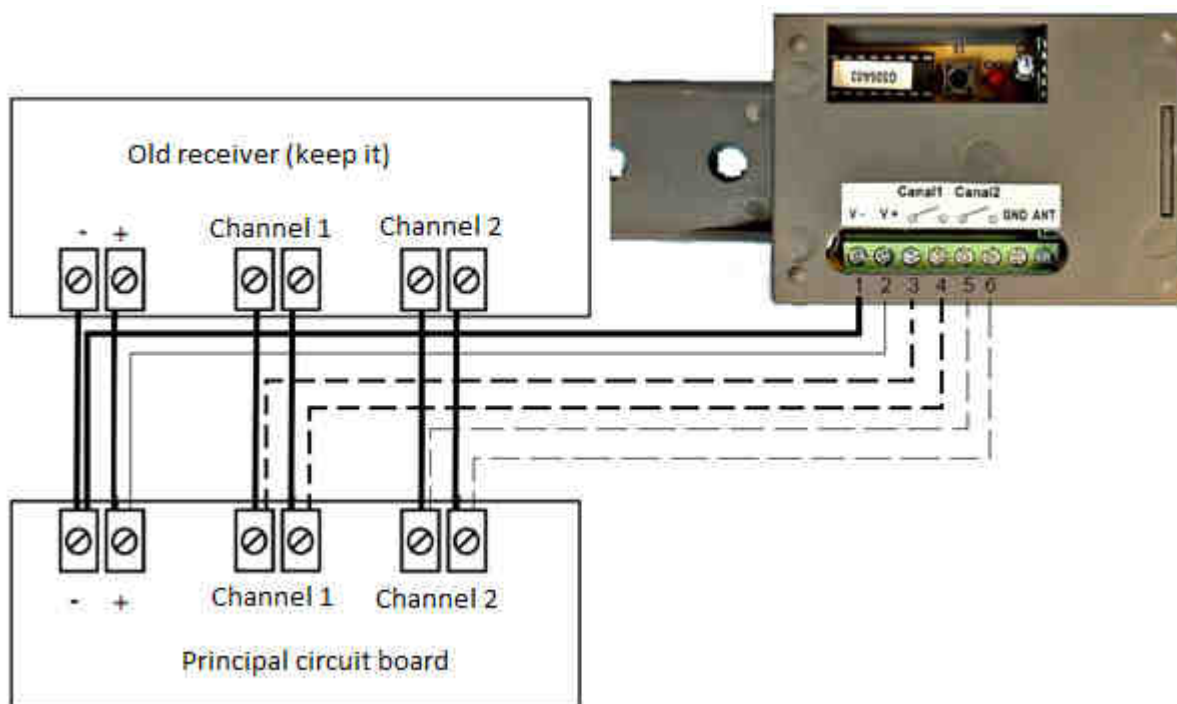 Old receiver (keep it)
- +
Channel 1
Channel 2
Canal1 Canal2
V- V+ GND ANT
1 2 3 4 5 6
Channel 1
Channel 2
- +
Principal circuit board